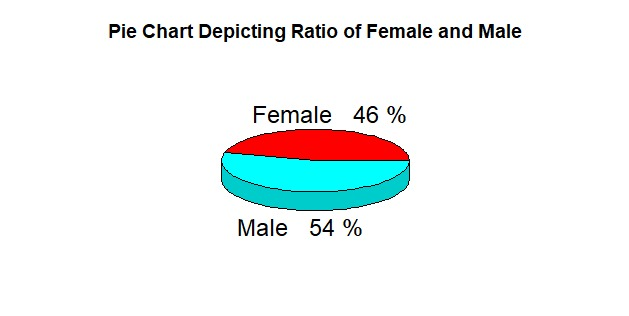 Pie Chart Depicting Ratio of Female and Male
Female 46 %
Male 54 %